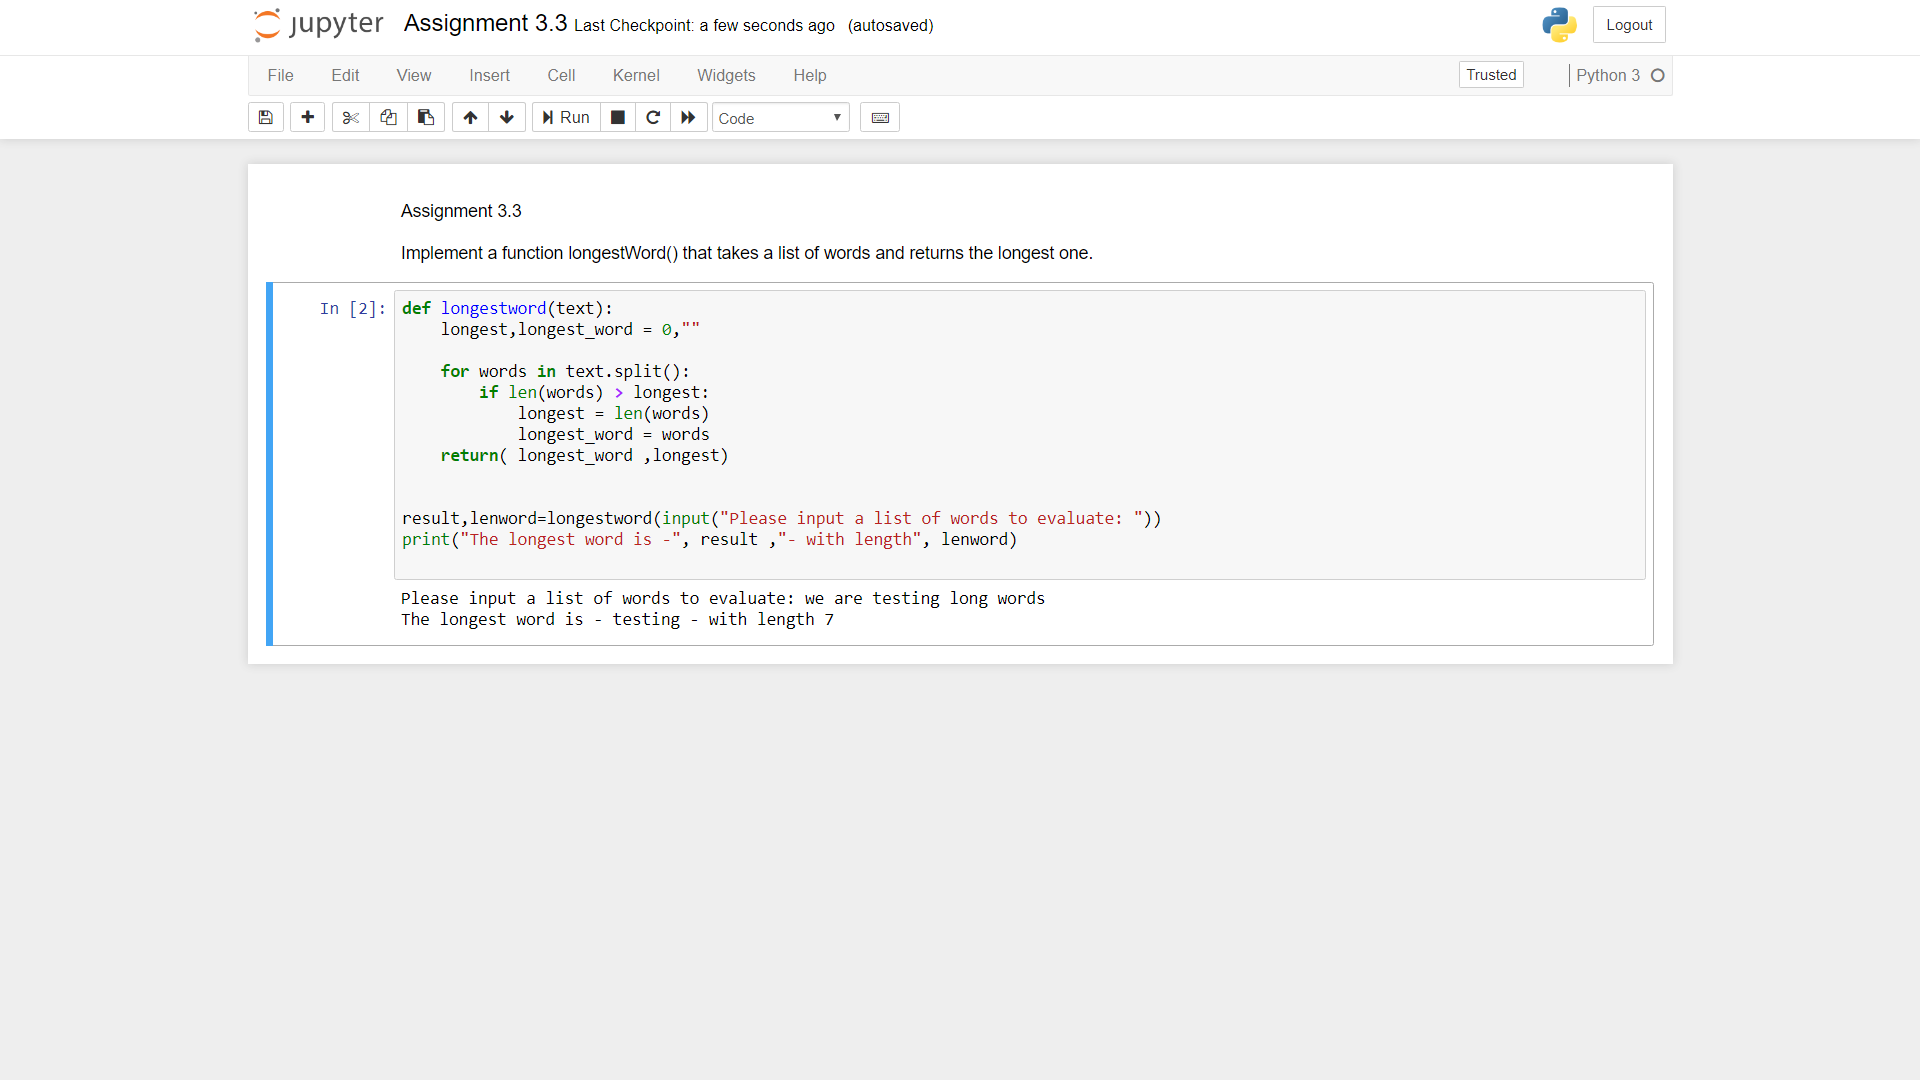 jupyter Assignment 3.3 Last Checkpoint: a few seconds ago (autosaved) Logout
File Edit View Insert Cell Kernel Widgets Help Trusted Python 3
Run Code
Assignment 3.3
Implement a function longestWord() that takes a list of words and returns the longest one.
In [2]: def longestword(text):
    longest,longest_word = 0,""
    for words in text.split():
        if len(words) > longest:
            longest = len(words)
            longest_word = words
    return( longest_word ,longest)
result,lenword=longestword(input("Please input a list of words to evaluate: "))
print("The longest word is -", result ,"- with length", lenword)
Please input a list of words to evaluate: we are testing long words
The longest word is - testing - with length 7